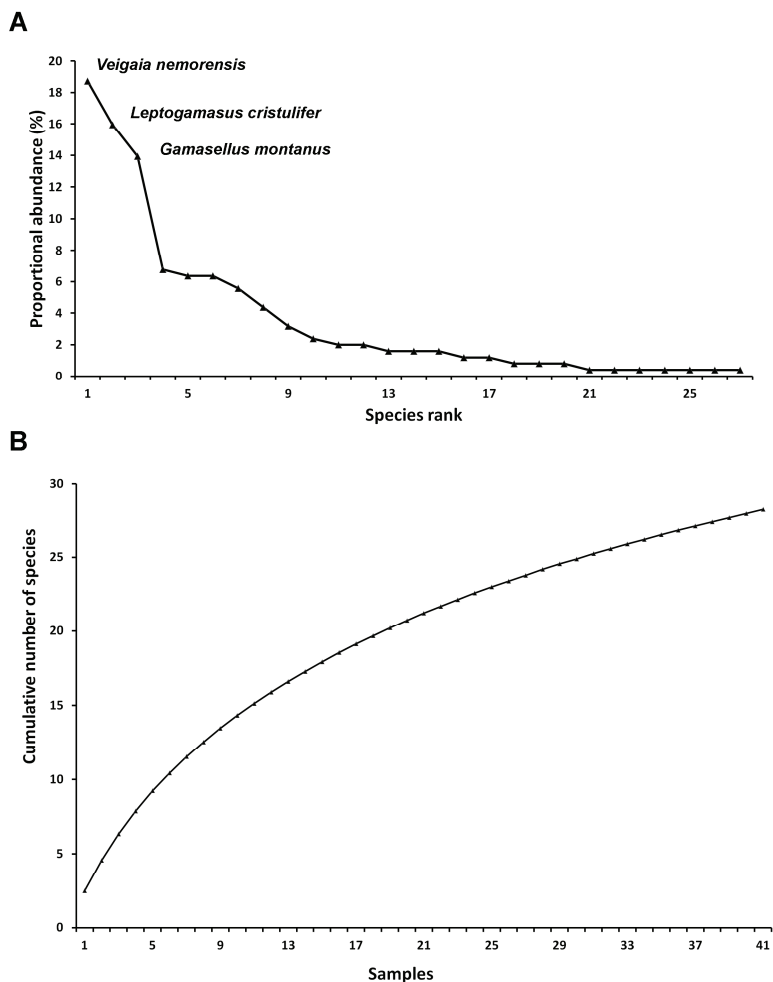 A
20
18
16
14
12
10
8
6
4
2
0
Proportional abundance (%)
Veigaia nemorensis
Leptogamasus cristulifer
Gamasellus montanus
1 5 9 13 17 21 25
Species rank
B
30
25
20
15
10
5
0
Cumulative number of species
1 5 9 13 17 21 25 29 33 37 41
Samples